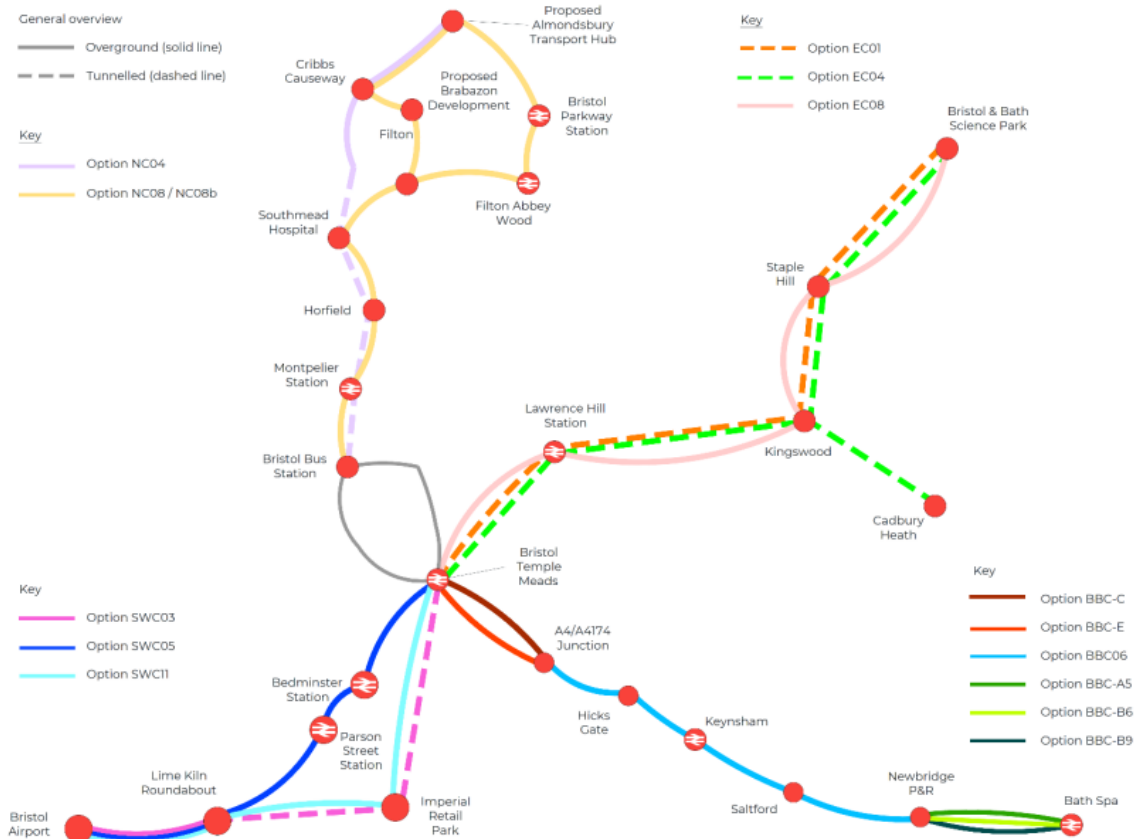 General overview
Overground (solid line)
Tunnelled (dashed line)
Key
Option NC04
Option NC08 / NC08b
Proposed
Almondsbury
Transport Hub
Cribbs
Causeway
Proposed
Brabazon
Development
Filton
Bristol
Parkway
Station
Filton Abbey
Wood
Southmead
Hospital
Horfield
Montpelier
Station
Bristol Bus
Station
Key
Option EC01
Option EC04
Option EC08
Bristol & Bath
Science Park
Staple
Hill
Lawrence Hill
Station
Kingswood
Cadbury
Heath
Bristol
Temple
Meads
Key
Option SWC03
Option SWC05
Option SWC11
Bedminster
Station
Parson
Street
Station
Lime Kiln
Roundabout
Bristol
Airport
Imperial
Retail
Park
A4/A4174
Junction
Hicks
Gate
Keynsham
Saltford
Newbridge
P&R
Bath Spa
Key
Option BBC-C
Option BBC-E
Option BBC06
Option BBC-A5
Option BBC-B6
Option BBC-B9